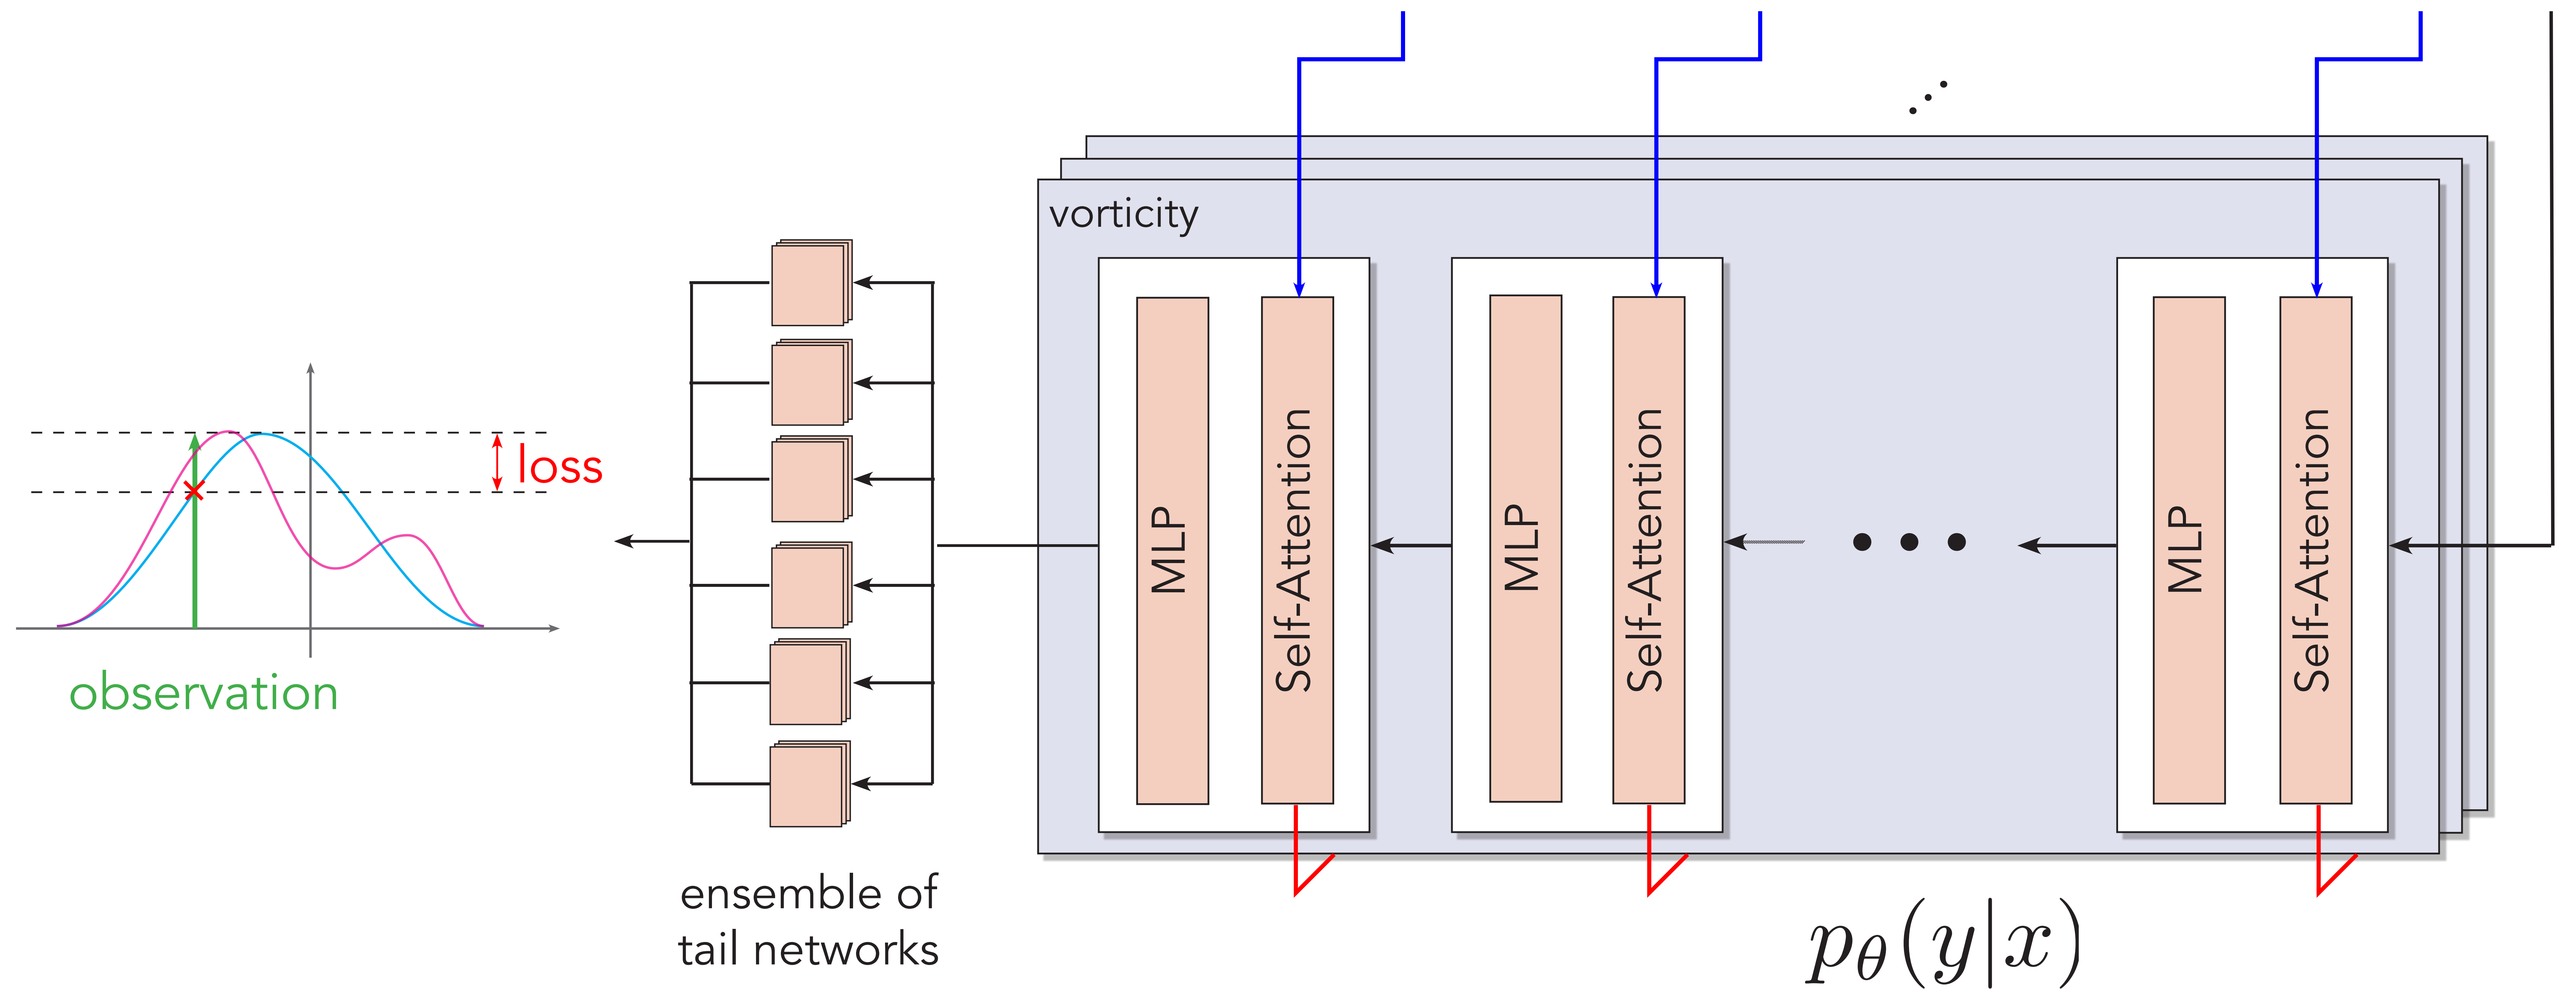 vorticity
MLP
Self-Attention
MLP
Self-Attention
MLP
Self-Attention
loss
observation
ensemble of
tail networks
pθ(y|x)